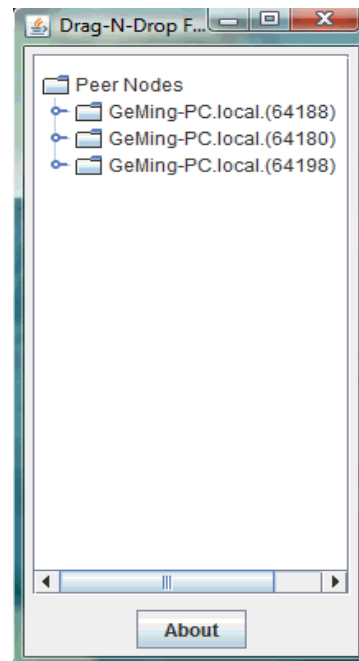 Drag-N-Drop F...
Peer Nodes
GeMing-PC.local.(64188)
GeMing-PC.local.(64180)
GeMing-PC.local.(64198)
About